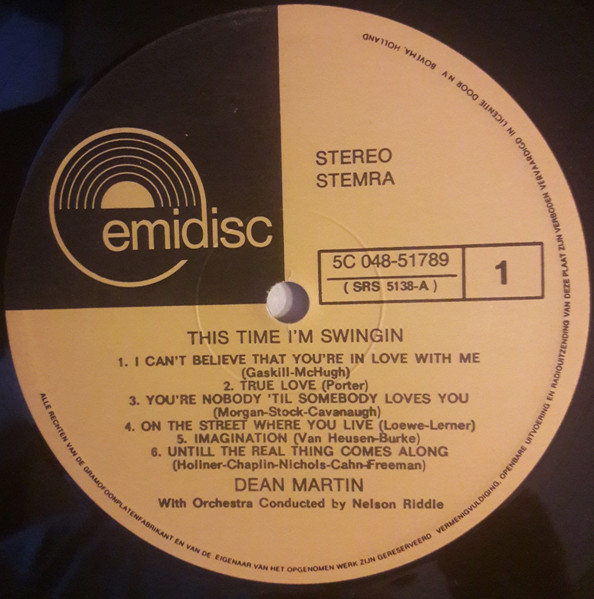 emidisc
STEREO
STEMRA
5C 048-51789
( SRS 5138-A )
1
THIS TIME I'M SWINGIN
1. I CAN'T BELIEVE THAT YOU'RE IN LOVE WITH ME
(Gaskill-McHugh)
2. TRUE LOVE (Porter)
3. YOU'RE NOBODY 'TIL SOMEBODY LOVES YOU
(Morgan-Stock-Cavanaugh)
4. ON THE STREET WHERE YOU LIVE (Loewe-Lerner)
5. IMAGINATION (Van Heusen-Burke)
6. UNTILL THE REAL THING COMES ALONG
(Hollner-Chaplin-Nichols-Cahn-Freeman)
DEAN MARTIN
With Orchestra Conducted by Nelson Riddle
ALLE RECHTEN VAN DE GRAMOFOONPLATENFABRIKANT EN VAN DE EIGENAAR VAN HET OPGENOMEN WERK ZIJN GERESERVEERD VERMENIGVULDIGING, OPENBARE UITVOERING EN RADIOUITZENDING VAN DEZE PLAAT ZIJN VERBODEN VERVAARDIGD IN LICENTIE DOOR N.V. BOVEMA, HOLLAND